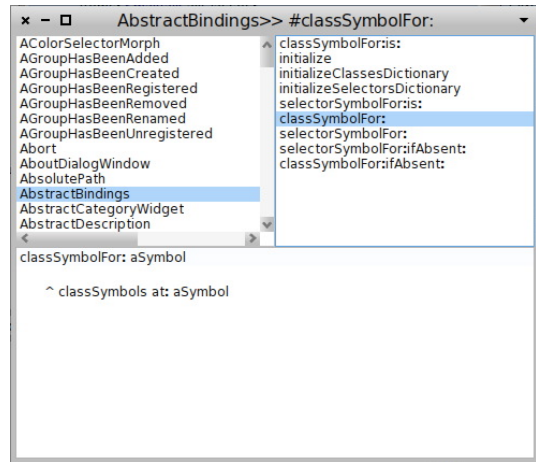 AbstractBindings>> #classSymbolFor:
AColorSelectorMorph
AGroupHasBeenAdded
AGroupHasBeenCreated
AGroupHasBeenRegistered
AGroupHasBeenRemoved
AGroupHasBeenRenamed
AGroupHasBeenUnregistered
Abort
AboutDialogWindow
AbsolutePath
AbstractBindings
AbstractCategoryWidget
AbstractDescription
classSymbolFor:is:
initialize
initializeClassesDictionary
initializeSelectorsDictionary
selectorSymbolFor:is:
classSymbolFor:
selectorSymbolFor:
selectorSymbolFor:ifAbsent:
classSymbolFor:ifAbsent:
classSymbolFor: aSymbol
^ classSymbols at: aSymbol